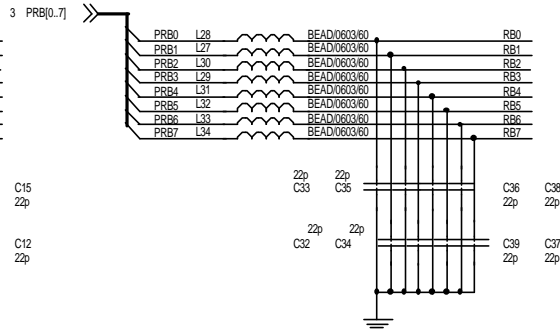 3 PRB[0..7]
PRB0 L28 BEAD/0603/60 RB0
PRB1 L27 BEAD/0603/60 RB1
PRB2 L30 BEAD/0603/60 RB2
PRB3 L29 BEAD/0603/60 RB3
PRB4 L31 BEAD/0603/60 RB4
PRB5 L32 BEAD/0603/60 RB5
PRB6 L33 BEAD/0603/60 RB6
PRB7 L34 BEAD/0603/60 RB7
22p 22p
C15 C33 C35 C36 C38
22p 22p 22p
22p 22p
C12 C32 C34 C39 C37
22p 22p 22p